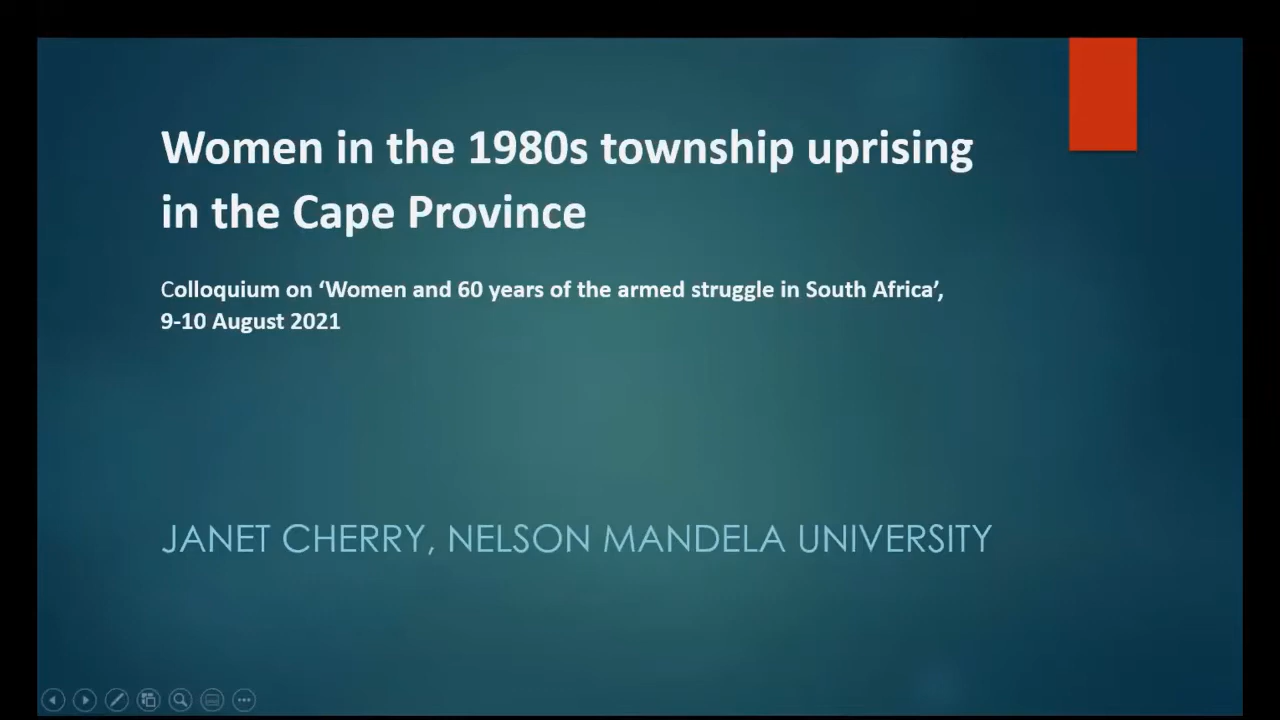 Women in the 1980s township uprising
in the Cape Province
Colloquium on ‘Women and 60 years of the armed struggle in South Africa’,
9-10 August 2021
JANET CHERRY, NELSON MANDELA UNIVERSITY